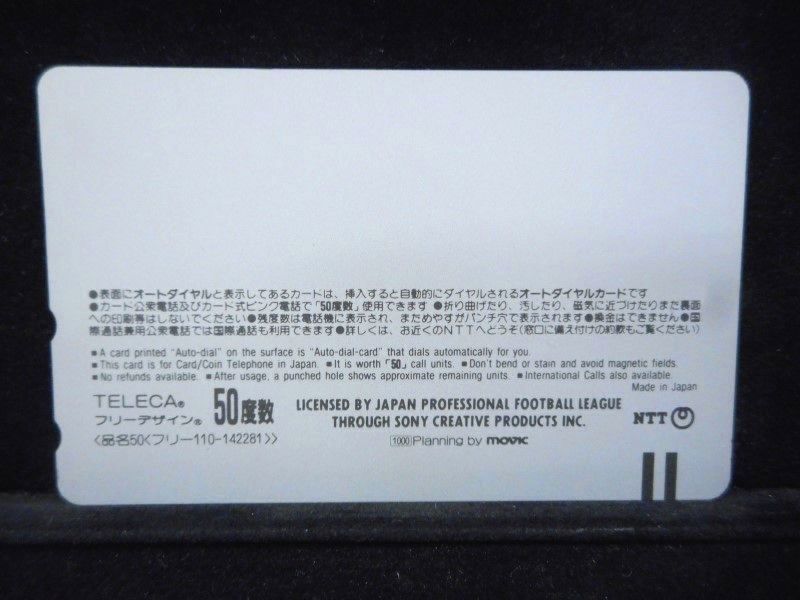 ●表面にオートダイヤルと表示してあるカードは、挿入すると自動的にダイヤルされるオートダイヤルカードです
●カード公衆電話及びカード式ピンク電話で「50度数」使用できます ●折り曲げたり、汚したり、磁気に近づけたりまた裏面
への印刷等はしないでください ●残度数は電話機に表示され、まためやすがパンチ穴で表示されます ●換金はできません ●国
際通話兼用公衆電話では国際通話も利用できます ●詳しくは、お近くのNTTへどうぞ(窓口に備え付けの約款もご覧ください)
■ A card printed "Auto-dial" on the surface is "Auto-dial-card" that dials automatically for you.
■ This card is for Card/Coin Telephone in Japan. ■ It is worth「50」call units. ■ Don't bend or stain and avoid magnetic fields.
■ No refunds available. ■ After usage, a punched hole shows approximate remaining units. ■ International Calls also available.
Made in Japan
TELECA®
フリーデザイン® 50度数
〈品名50〈フリー110-142281〉〉
LICENSED BY JAPAN PROFESSIONAL FOOTBALL LEAGUE
THROUGH SONY CREATIVE PRODUCTS INC.
1000 Planning by movic
NTT